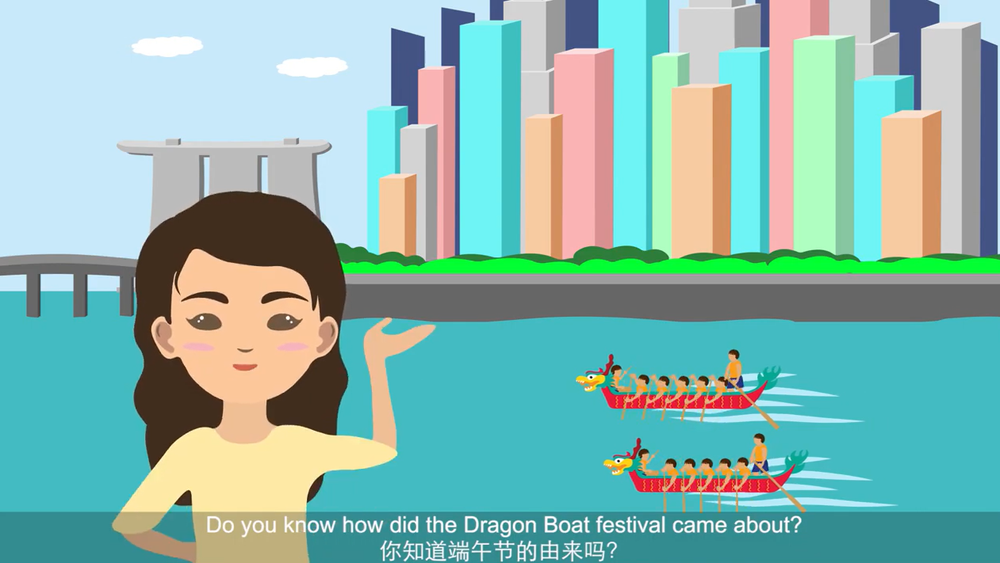 Do you know how did the Dragon Boat festival came about?
你知道端午节的由来吗?